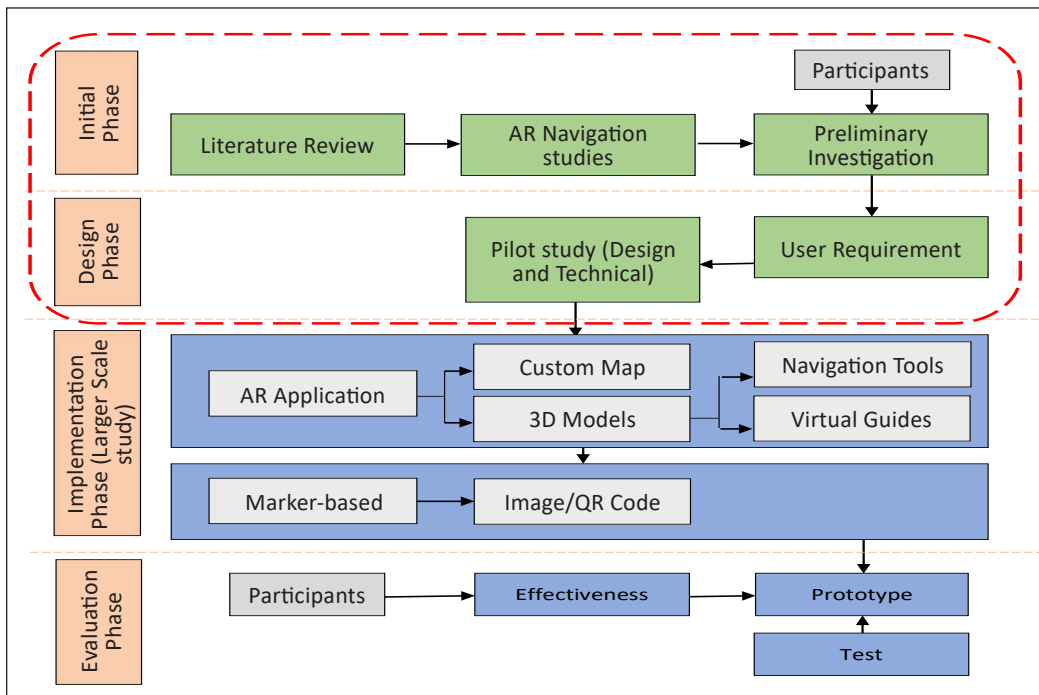 Initial
Phase
Participants
Literature Review
AR Navigation
studies
Preliminary
Investigation
Design
Phase
Pilot study (Design
and Technical)
User Requirement
Implementation
Phase (Larger Scale
study)
AR Application
Custom Map
3D Models
Navigation Tools
Virtual Guides
Marker-based
Image/QR Code
Evaluation
Phase
Participants
Effectiveness
Prototype
Test